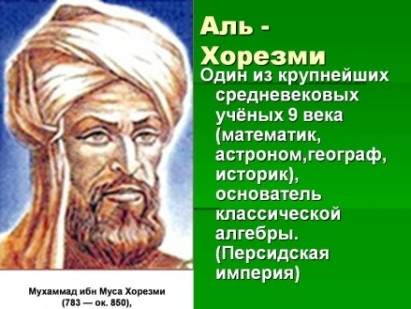 Аль -
Хорезми
Один из крупнейших
средневековых
учёных 9 века
(математик,
астроном,географ,
историк),
основатель
классической
алгебры.
(Персидская
империя)
Мухаммад ибн Муса Хорезми
(783 — ок. 850),